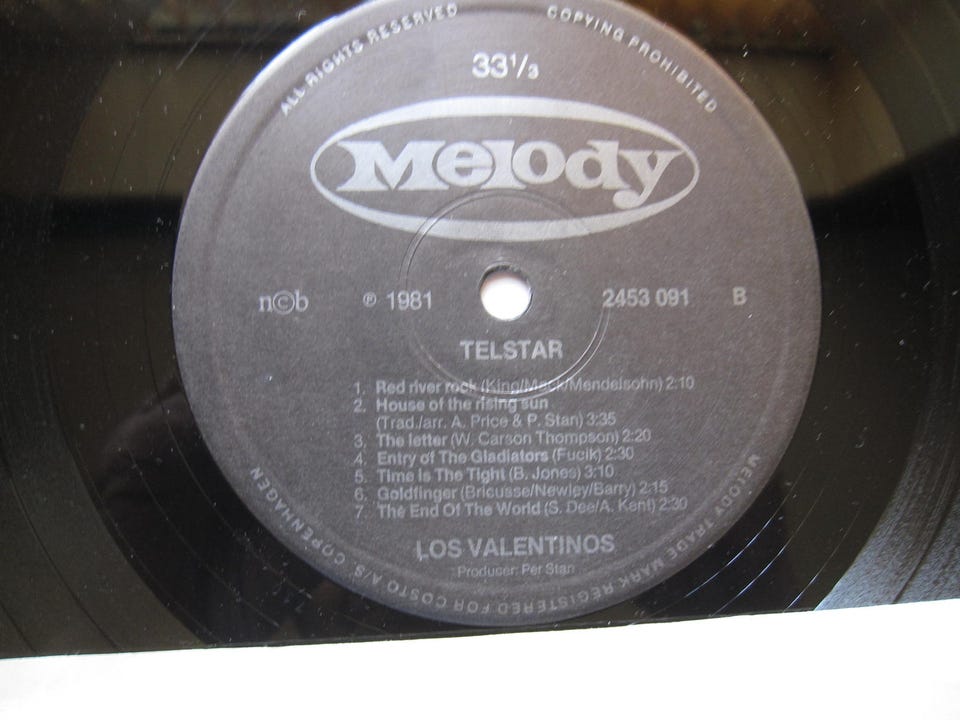 ALL RIGHTS RESERVED COPYING PROHIBITED
33 1/3
Melody
n©b ℗ 1981 2453 091 B
TELSTAR
1. Red river rock (King/Mack/Mendelsohn) 2:10
2. House of the rising sun
(Trad./arr. A. Price & P. Stan) 3:35
3. The letter (W. Carson Thompson) 2:20
4. Entry of The Gladiators (Fucik) 2:30
5. Time Is The Tight (B. Jones) 3:10
6. Goldfinger (Bricusse/Newley/Barry) 2:15
7. The End Of The World (S. Dee/A. Kent) 2:30
LOS VALENTINOS
Producer: Per Stan
MELODY TRADE MARK REGISTERED FOR COSTO A/S. COPENHAGEN